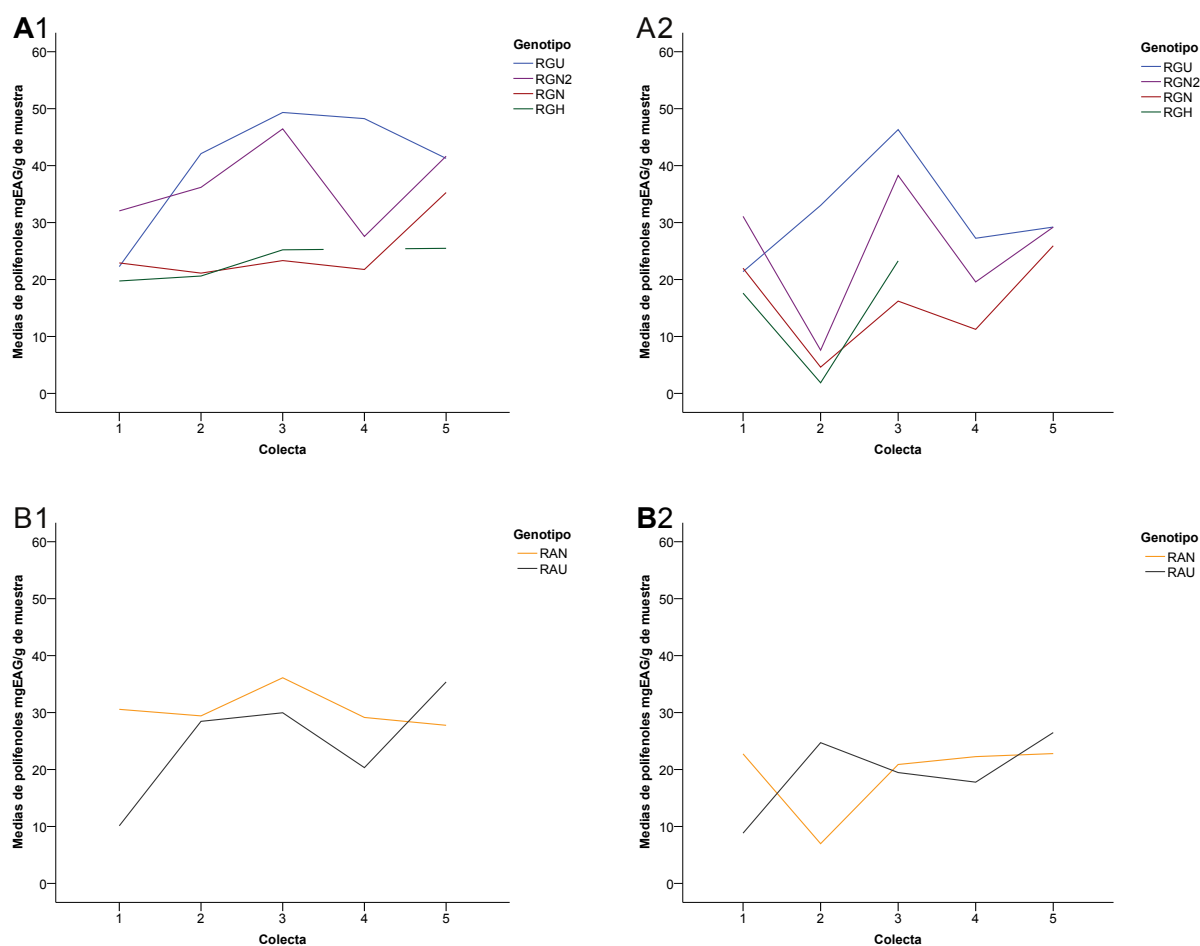 A1
Genotipo
RGU
RGN2
RGN
RGH
Medias de polifenoles mgEAG/g de muestra
60
50
40
30
20
10
0
1 2 3 4 5
Colecta
A2
Genotipo
RGU
RGN2
RGN
RGH
Medias de polifenoles mgEAG/g de muestra
60
50
40
30
20
10
0
1 2 3 4 5
Colecta
B1
Genotipo
RAN
RAU
Medias de polifenoles mgEAG/g de muestra
60
50
40
30
20
10
0
1 2 3 4 5
Colecta
B2
Genotipo
RAN
RAU
Medias de polifenoles mgEAG/g de muestra
60
50
40
30
20
10
0
1 2 3 4 5
Colecta